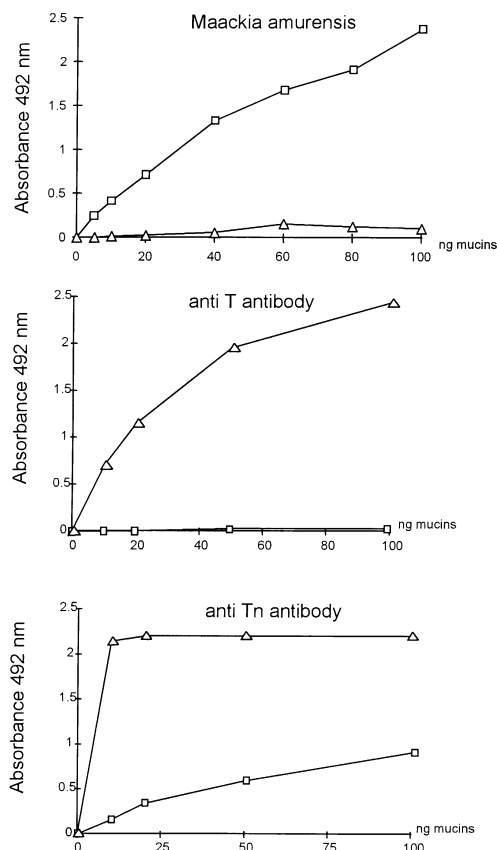 Maackia amurensis
Absorbance 492 nm
2.5
2
1.5
1
0.5
0
0 20 40 60 80 100
ng mucins
anti T antibody
Absorbance 492 nm
2.5
2
1.5
1
0.5
0
0 20 40 60 80 100
ng mucins
anti Tn antibody
Absorbance 492 nm
2.5
2
1.5
1
0.5
0
0 25 50 75 100
ng mucins